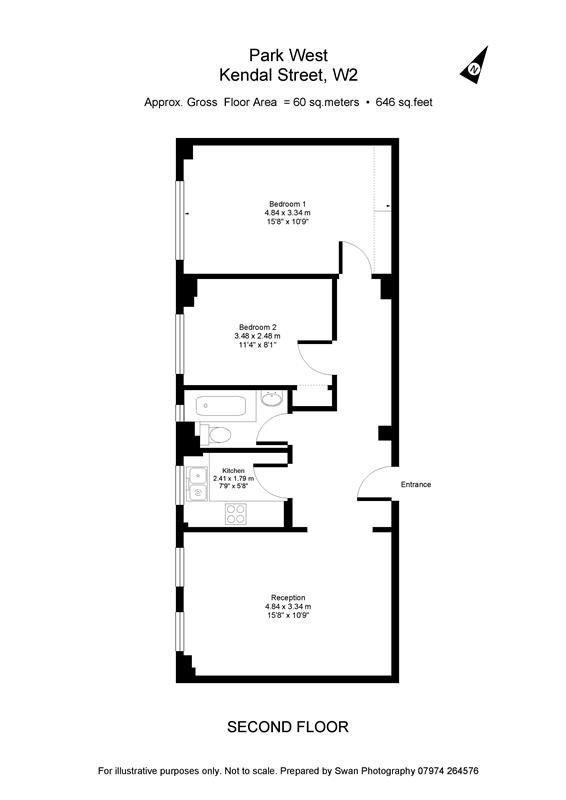 Park West
Kendal Street, W2
N
Approx. Gross Floor Area = 60 sq.meters • 646 sq.feet
Bedroom 1
4.84 x 3.34 m
15'8" x 10'9"
Bedroom 2
3.48 x 2.48 m
11'4" x 8'1"
Kitchen
2.41 x 1.79 m
7'9" x 5'8"
Entrance
Reception
4.84 x 3.34 m
15'8" x 10'9"
SECOND FLOOR
For illustrative purposes only. Not to scale. Prepared by Swan Photography 07974 264576